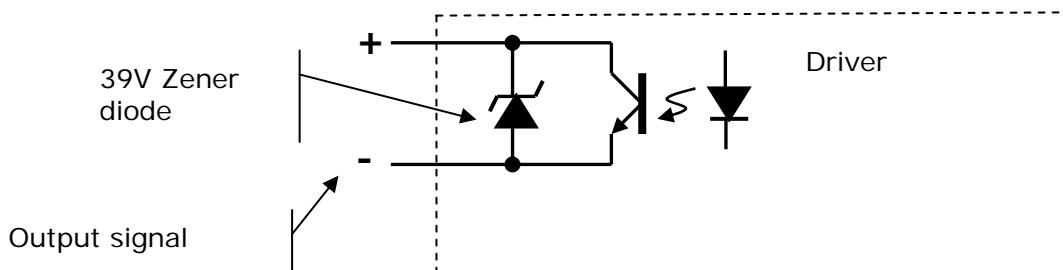 +
39V Zener
diode
Driver
-
Output signal